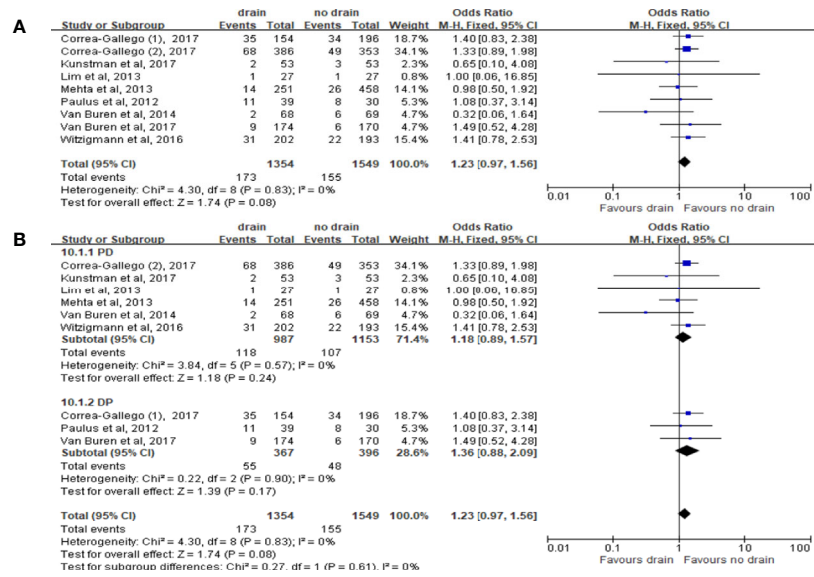 A
drain no drain Odds Ratio Odds Ratio
Study or Subgroup Events Total Events Total Weight M-H, Fixed, 95% CI M-H, Fixed, 95% CI
Correa-Gallego (1), 2017 35 154 34 196 18.7% 1.40 [0.83, 2.38]
Correa-Gallego (2), 2017 68 386 49 353 34.1% 1.33 [0.89, 1.98]
Kunstman et al, 2017 2 53 3 53 3.3% 0.65 [0.10, 4.08]
Lim et al, 2013 1 27 1 27 0.8% 1.00 [0.06, 16.85]
Mehta et al, 2013 14 251 26 458 14.1% 0.98 [0.50, 1.92]
Paulus et al, 2012 11 39 8 30 5.3% 1.08 [0.37, 3.14]
Van Buren et al, 2014 2 68 6 69 4.7% 0.32 [0.06, 1.64]
Van Buren et al, 2017 9 174 6 170 4.7% 1.49 [0.52, 4.28]
Witzigmann et al, 2016 31 202 22 193 15.4% 1.41 [0.78, 2.53]
Total (95% CI) 1354 1549 100.0% 1.23 [0.97, 1.56]
Total events 173 155
Heterogeneity: Chi² = 4.30, df = 8 (P = 0.83); I² = 0%
Test for overall effect: Z = 1.74 (P = 0.08)
0.01 0.1 1 10 100
Favours drain Favours no drain
B
drain no drain Odds Ratio Odds Ratio
Study or Subgroup Events Total Events Total Weight M-H, Fixed, 95% CI M-H, Fixed, 95% CI
10.1.1 PD
Correa-Gallego (2), 2017 68 386 49 353 34.1% 1.33 [0.89, 1.98]
Kunstman et al, 2017 2 53 3 53 3.3% 0.65 [0.10, 4.08]
Lim et al, 2013 1 27 1 27 0.8% 1.00 [0.06, 16.85]
Mehta et al, 2013 14 251 26 458 14.1% 0.98 [0.50, 1.92]
Van Buren et al, 2014 2 68 6 69 4.7% 0.32 [0.06, 1.64]
Witzigmann et al, 2016 31 202 22 193 15.4% 1.41 [0.78, 2.53]
Subtotal (95% CI) 987 1153 71.4% 1.18 [0.89, 1.57]
Total events 118 107
Heterogeneity: Chi² = 3.84, df = 5 (P = 0.57); I² = 0%
Test for overall effect: Z = 1.18 (P = 0.24)
10.1.2 DP
Correa-Gallego (1), 2017 35 154 34 196 18.7% 1.40 [0.83, 2.38]
Paulus et al, 2012 11 39 8 30 5.3% 1.08 [0.37, 3.14]
Van Buren et al, 2017 9 174 6 170 4.7% 1.49 [0.52, 4.28]
Subtotal (95% CI) 367 396 28.6% 1.36 [0.88, 2.09]
Total events 55 48
Heterogeneity: Chi² = 0.22, df = 2 (P = 0.90); I² = 0%
Test for overall effect: Z = 1.39 (P = 0.17)
Total (95% CI) 1354 1549 100.0% 1.23 [0.97, 1.56]
Total events 173 155
Heterogeneity: Chi² = 4.30, df = 8 (P = 0.83); I² = 0%
Test for overall effect: Z = 1.74 (P = 0.08)
Test for subgroup differences: Chi² = 0.27, df = 1 (P = 0.61), I² = 0%
0.01 0.1 1 10 100
Favours drain Favours no drain